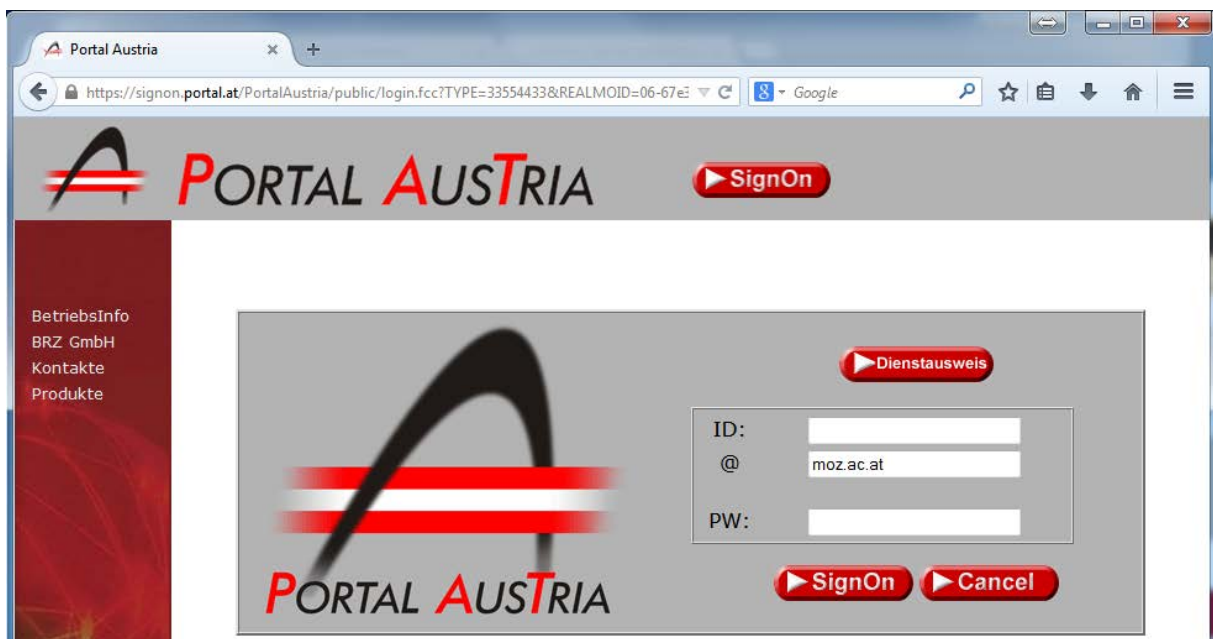 Portal Austria
https://signon.portal.at/PortalAustria/public/login.fcc?TYPE=33554433&REALMOID=06-67e3 Google
PORTAL AUSTRIA SignOn
BetriebsInfo
BRZ GmbH
Kontakte
Produkte
Dienstausweis
ID:
@ moz.ac.at
PW:
SignOn Cancel
PORTAL AUSTRIA